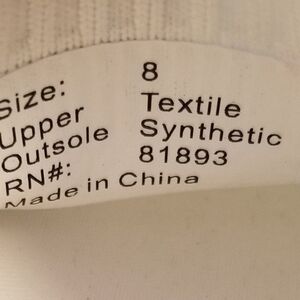 Size: 8
Upper Textile
Outsole Synthetic
RN#: 81893
Made in China